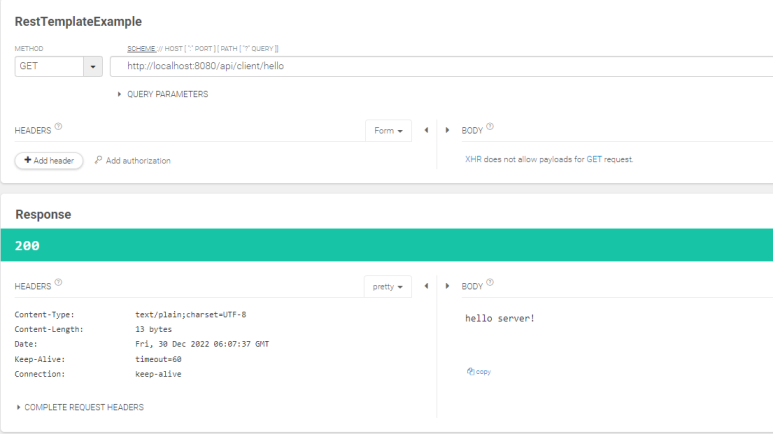 RestTemplateExample
METHOD
SCHEME :// HOST [ ":" PORT ] [ PATH [ "?" QUERY ]]
GET
http://localhost:8080/api/client/hello
QUERY PARAMETERS
HEADERS
Form
BODY
Add header
Add authorization
XHR does not allow payloads for GET request.
Response
200
HEADERS
pretty
BODY
Content-Type: text/plain;charset=UTF-8
Content-Length: 13 bytes
Date: Fri, 30 Dec 2022 06:07:37 GMT
Keep-Alive: timeout=60
Connection: keep-alive
hello server!
copy
COMPLETE REQUEST HEADERS